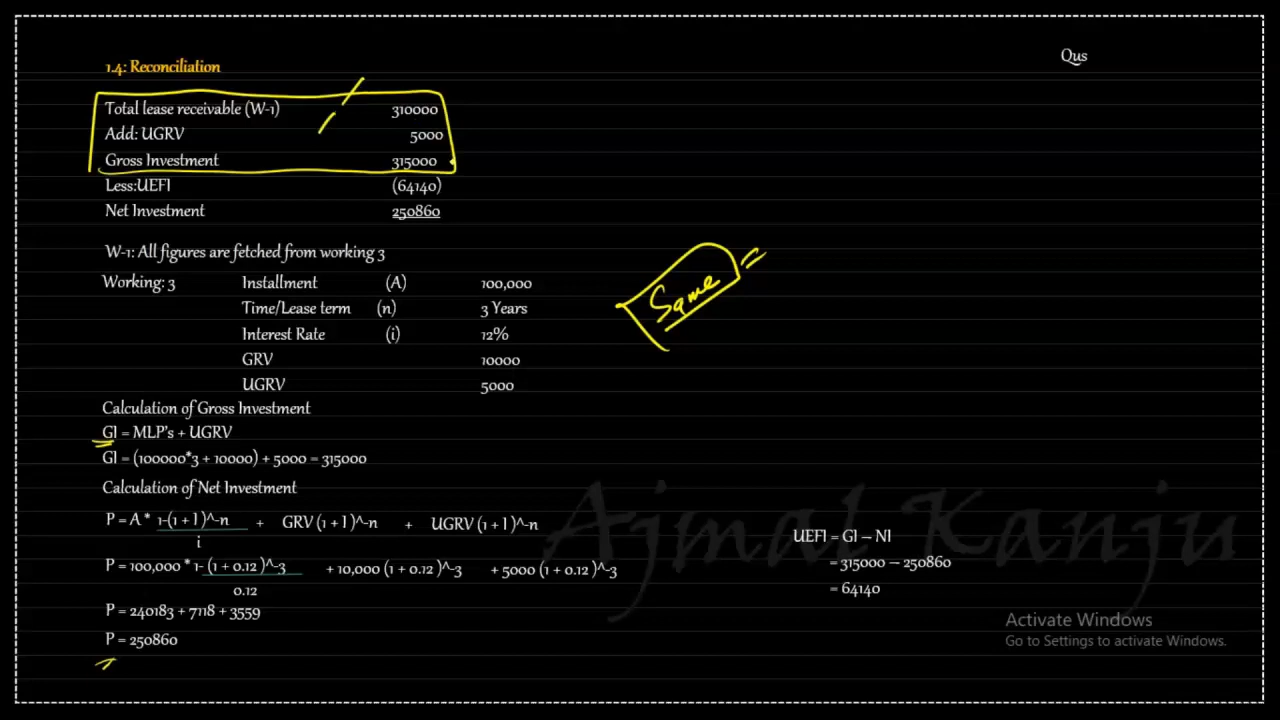 Qus
1.4: Reconciliation
Total lease receivable (W-1) 310000
Add: UGRV 5000
Gross Investment 315000
Less:UEFI (64140)
Net Investment 250860
W-1: All figures are fetched from working 3
Working: 3 Installment (A) 100,000
Time/Lease term (n) 3 Years
Interest Rate (i) 12%
GRV 10000
UGRV 5000
Same =
Calculation of Gross Investment
GI = MLP's + UGRV
GI = (100000*3 + 10000) + 5000 = 315000
Calculation of Net Investment
P = A * 1-(1 + I )^-n + GRV (1 + I )^-n + UGRV (1 + I )^-n
i
P = 100,000 * 1- (1 + 0.12 )^-3 + 10,000 (1 + 0.12 )^-3 + 5000 (1 + 0.12 )^-3
0.12
P = 240183 + 7118 + 3559
P = 250860
UEFI = GI – NI
= 315000 – 250860
= 64140
Ajmal Kanju
Activate Windows
Go to Settings to activate Windows.